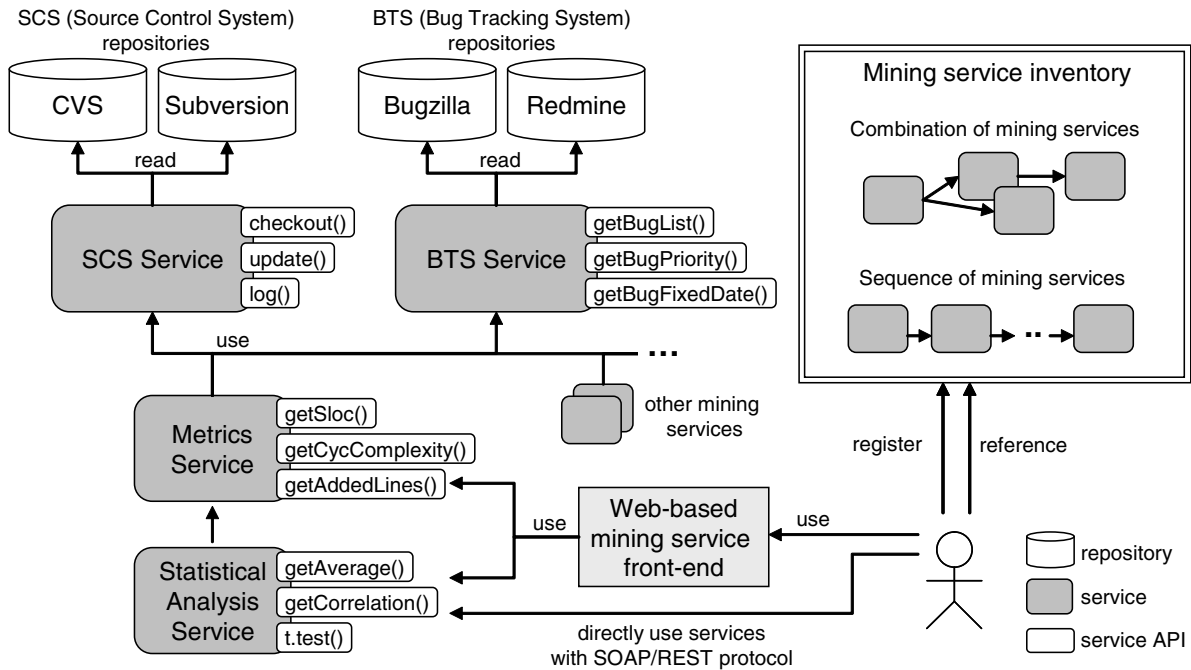 SCS (Source Control System)
repositories
BTS (Bug Tracking System)
repositories
CVS
Subversion
Bugzilla
Redmine
read
read
SCS Service
checkout()
update()
log()
BTS Service
getBugList()
getBugPriority()
getBugFixedDate()
Mining service inventory
Combination of mining services
Sequence of mining services
..
use
...
other mining
services
Metrics
Service
getSloc()
getCycComplexity()
getAddedLines()
register
reference
use
Web-based
mining service
front-end
use
Statistical
Analysis
Service
getAverage()
getCorrelation()
t.test()
directly use services
with SOAP/REST protocol
repository
service
service API